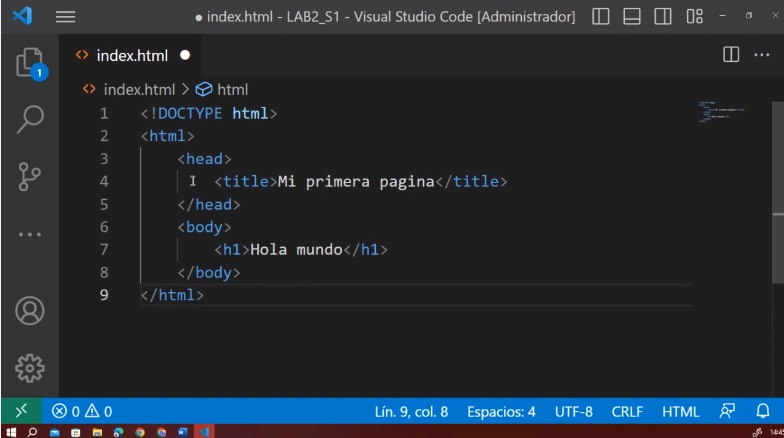 ● index.html - LAB2_S1 - Visual Studio Code [Administrador]
index.html ●
1
index.html > html
1 <!DOCTYPE html>
2 <html>
3     <head>
4         <title>Mi primera pagina</title>
5     </head>
6     <body>
7         <h1>Hola mundo</h1>
8     </body>
9 </html>
0 0 Lín. 9, col. 8 Espacios: 4 UTF-8 CRLF HTML